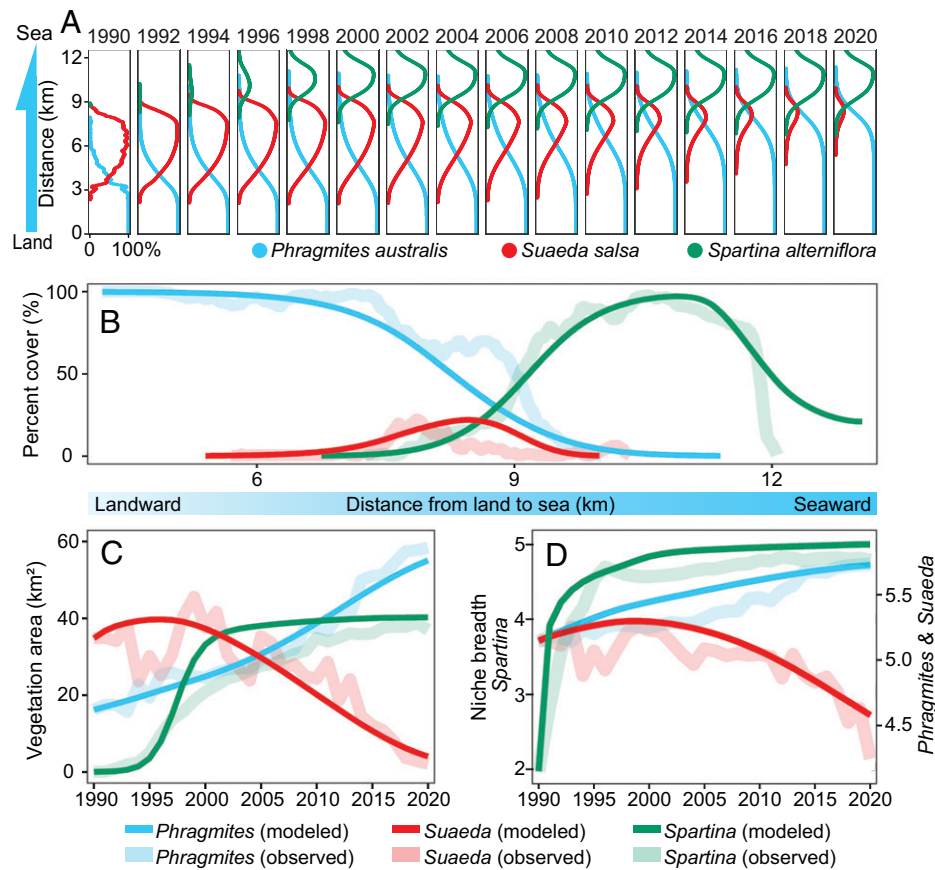 A
Sea
1990 1992 1994 1996 1998 2000 2002 2004 2006 2008 2010 2012 2014 2016 2018 2020
12
9
6
3
0
Distance (km)
Land
0 100%
Phragmites australis Suaeda salsa Spartina alterniflora
B
100
50
0
Percent cover (%)
6 9 12
Landward Distance from land to sea (km) Seaward
C
60
40
20
0
Vegetation area (km²)
1990 1995 2000 2005 2010 2015 2020
D
5
4
3
2
Niche breath
Spartina
5.5
5.0
4.5
Phragmites & Suaeda
1990 1995 2000 2005 2010 2015 2020
Phragmites (modeled) Suaeda (modeled) Spartina (modeled)
Phragmites (observed) Suaeda (observed) Spartina (observed)